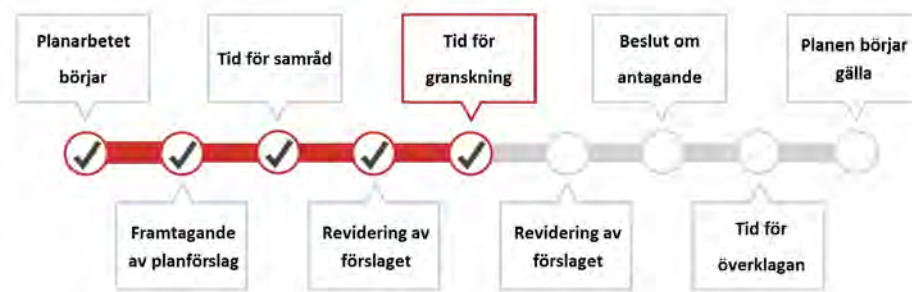 Planarbetet
börjar
Tid för samråd
Tid för
granskning
Beslut om
antagande
Planen börjar
gälla
Framtagande
av planförslag
Revidering av
förslaget
Revidering av
förslaget
Tid för
överklagan